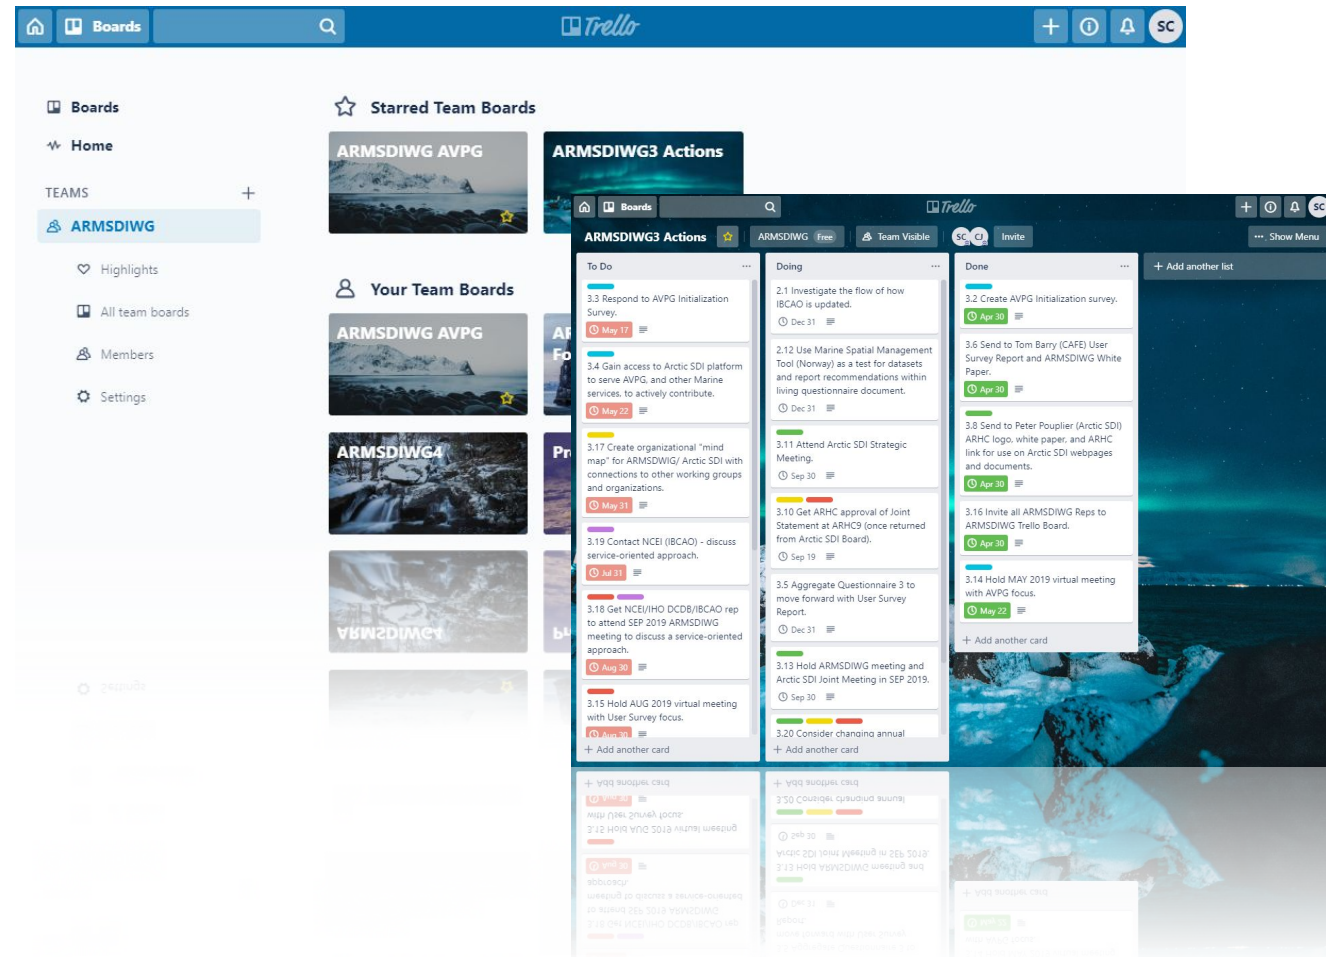 Boards
Trello
SC
Boards
Home
TEAMS
ARMSDIWG
Highlights
All team boards
Members
Settings
Starred Team Boards
ARMSDIWG AVPG
ARMSDIWG3 Actions
Your Team Boards
ARMSDIWG AVPG
ARMSDIWG4
Boards
Trello
SC
ARMSDIWG3 Actions
ARMSDIWG Free
Team Visible
SC CJ
Invite
... Show Menu
To Do
3.3 Respond to AVPG Initialization
Survey.
May 17
3.4 Gain access to Arctic SDI platform
to serve AVPG, and other Marine
services, to actively contribute.
May 22
3.17 Create organizational "mind
map" for ARMSDWIG/ Arctic SDI with
connections to other working groups
and organizations.
May 31
3.19 Contact NCEI (IBCAO) - discuss
service-oriented approach.
Jul 31
3.18 Get NCEI/IHO DCDB/IBCAO rep
to attend SEP 2019 ARMSDIWG
meeting to discuss a service-oriented
approach.
Aug 30
3.15 Hold AUG 2019 virtual meeting
with User Survey focus.
Aug 30
+ Add another card
Doing
2.1 Investigate the flow of how
IBCAO is updated.
Dec 31
2.12 Use Marine Spatial Management
Tool (Norway) as a test for datasets
and report recommendations within
living questionnaire document.
Dec 31
3.11 Attend Arctic SDI Strategic
Meeting.
Sep 30
3.10 Get ARHC approval of Joint
Statement at ARHC9 (once returned
from Arctic SDI Board).
Sep 19
3.5 Aggregate Questionnaire 3 to
move forward with User Survey
Report.
Dec 31
3.13 Hold ARMSDIWG meeting and
Arctic SDI Joint Meeting in SEP 2019.
Sep 30
3.20 Consider changing annual
+ Add another card
Done
3.2 Create AVPG Initialization survey.
Apr 30
3.6 Send to Tom Barry (CAFE) User
Survey Report and ARMSDIWG White
Paper.
Apr 30
3.8 Send to Peter Pouplier (Arctic SDI)
ARHC logo, white paper, and ARHC
link for use on Arctic SDI webpages
and documents.
Apr 30
3.16 Invite all ARMSDIWG Reps to
ARMSDIWG Trello Board.
Apr 30
3.14 Hold MAY 2019 virtual meeting
with AVPG focus.
May 22
+ Add another card
+ Add another list